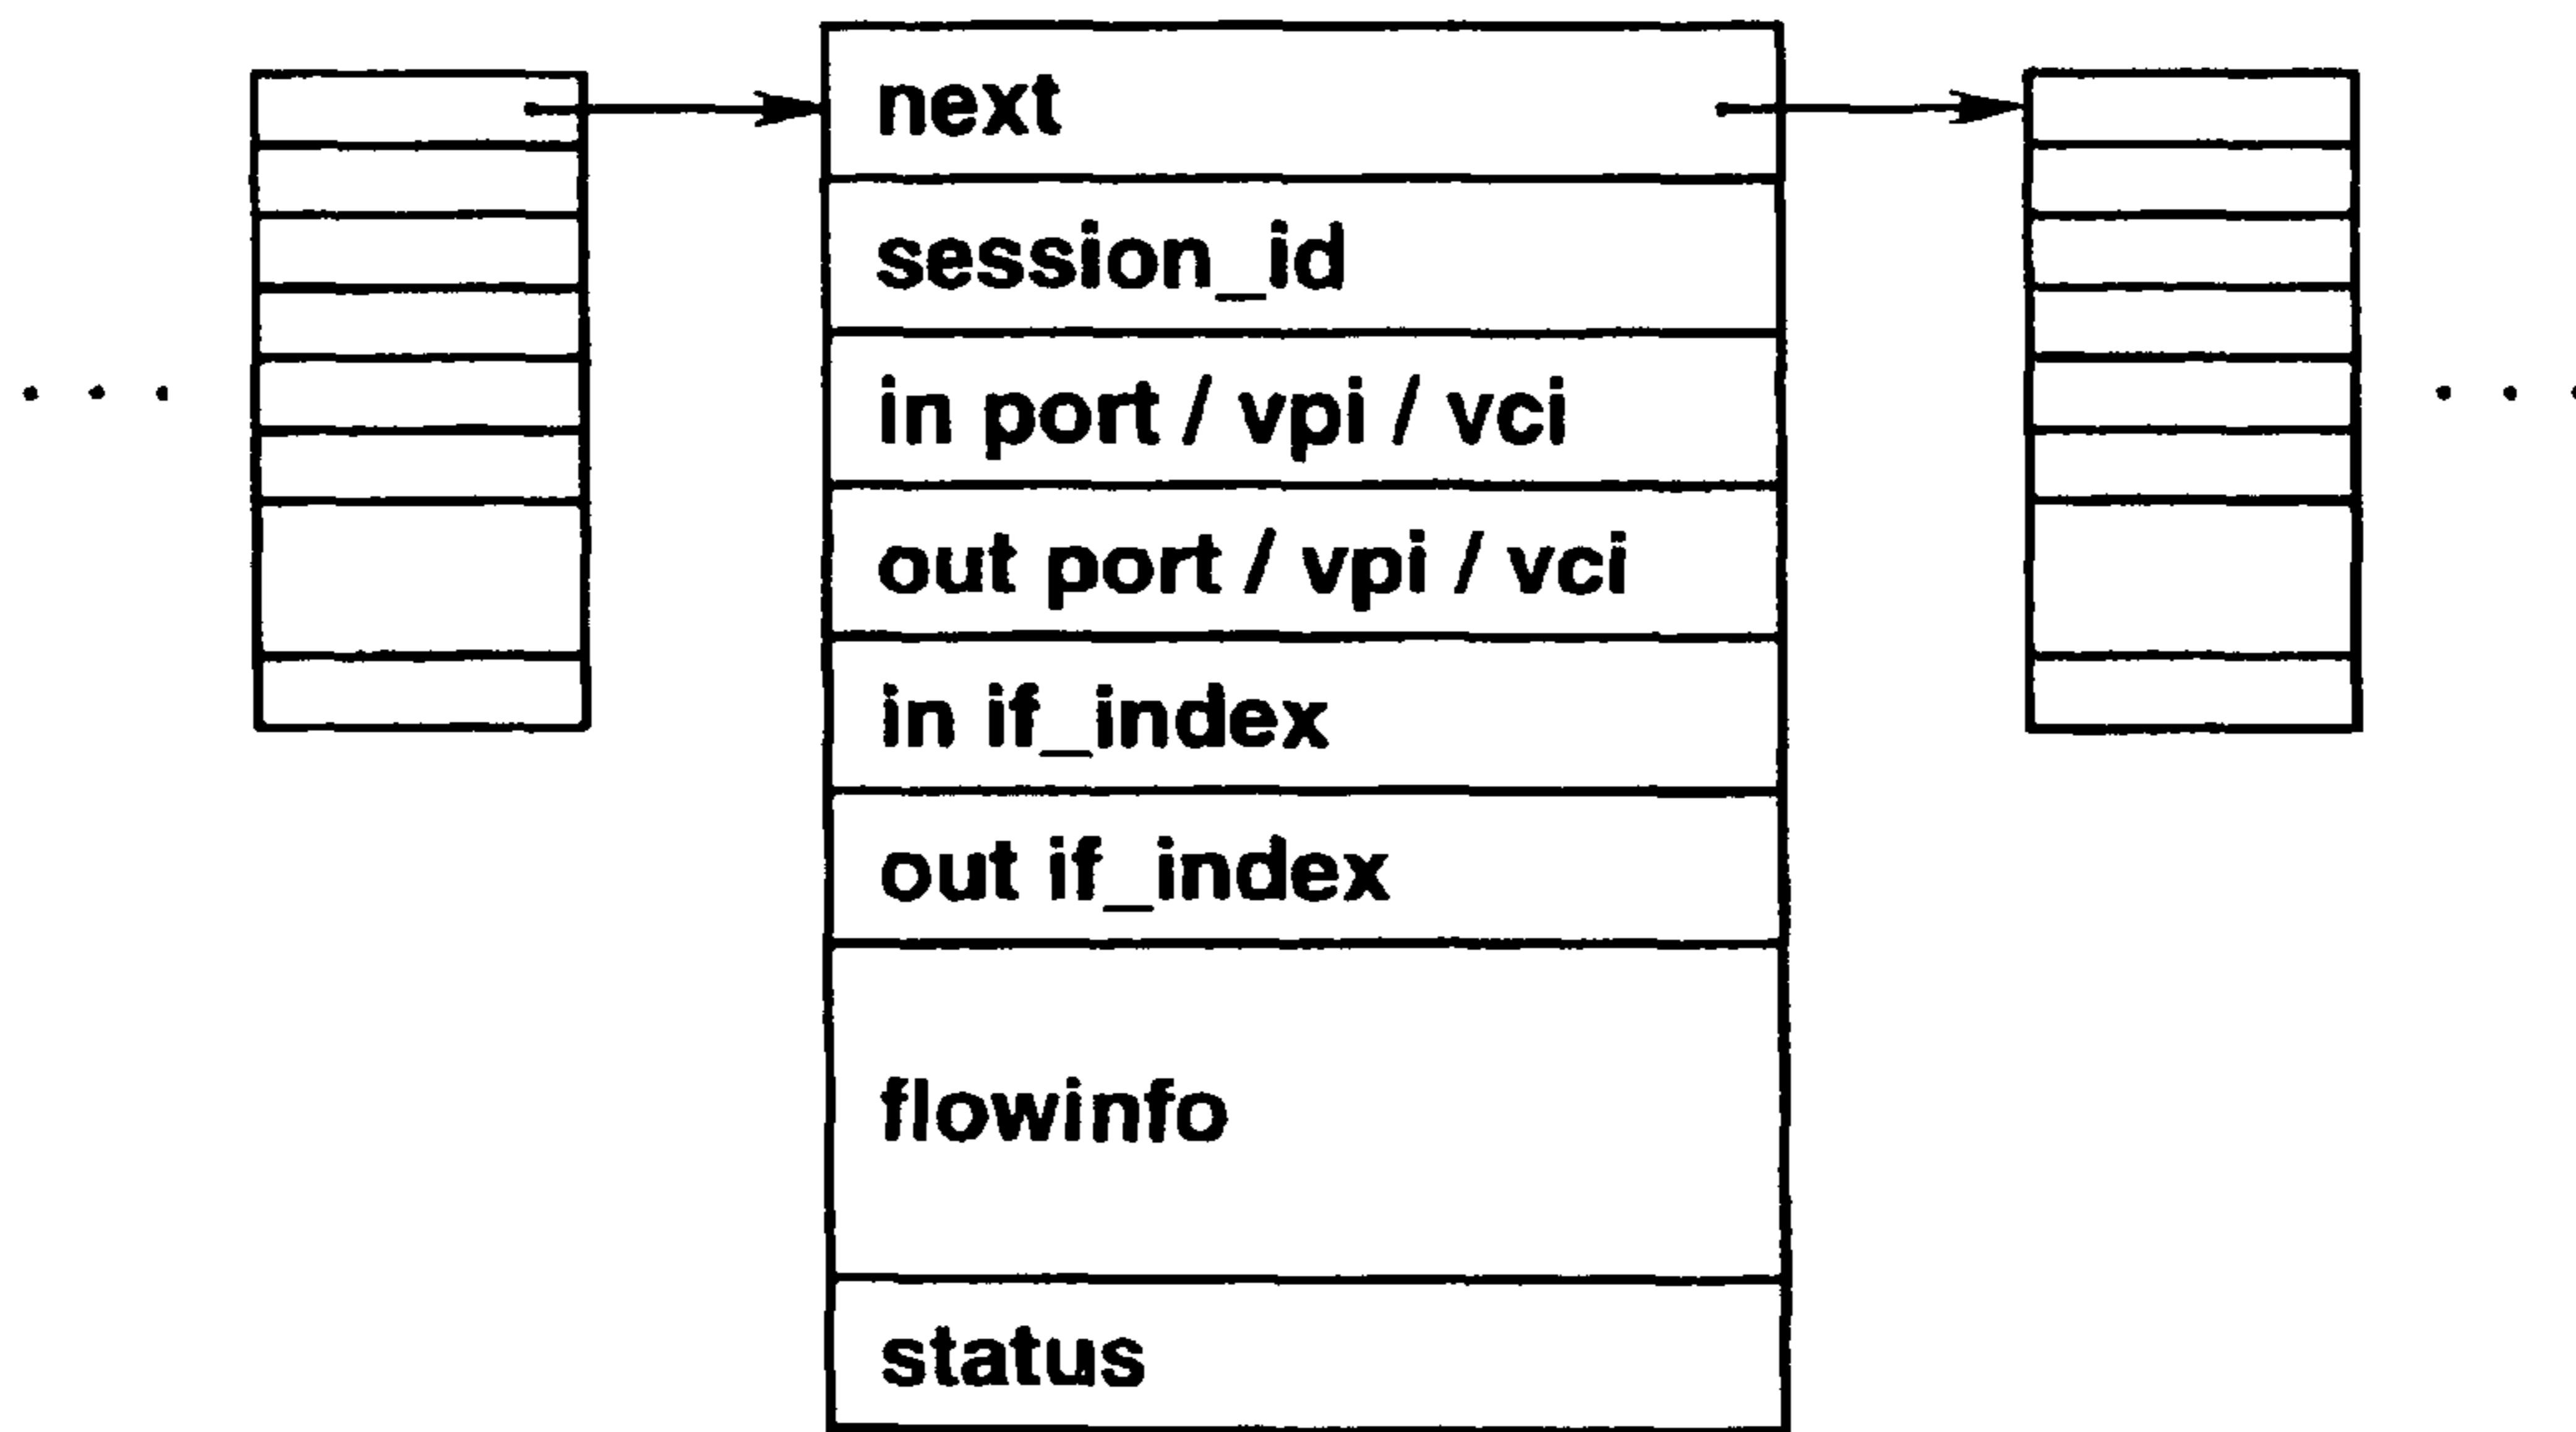 next
session_id
in port / vpi / vci
out port / vpi / vci
in if_index
out if_index
flowinfo
status